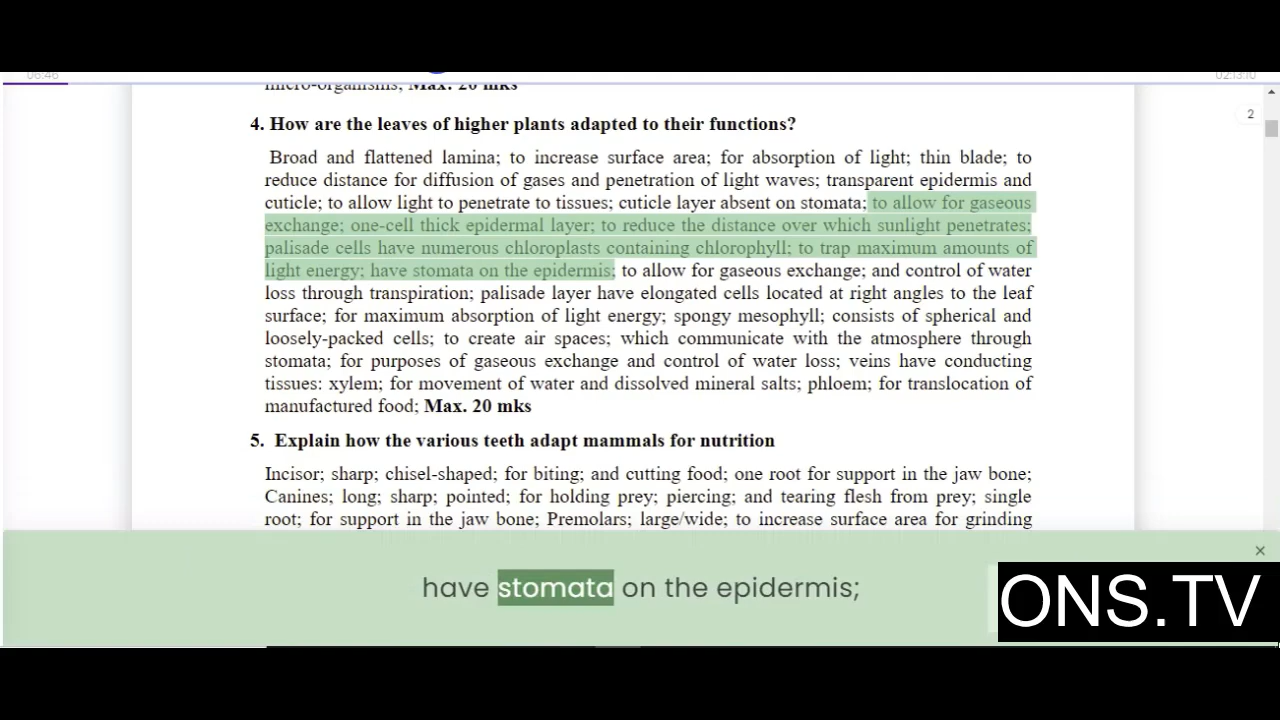 06:46
02:13:10
micro-organisms; Max. 20 mks
2
4. How are the leaves of higher plants adapted to their functions?
Broad and flattened lamina; to increase surface area; for absorption of light; thin blade; to
reduce distance for diffusion of gases and penetration of light waves; transparent epidermis and
cuticle; to allow light to penetrate to tissues; cuticle layer absent on stomata; to allow for gaseous
exchange; one-cell thick epidermal layer; to reduce the distance over which sunlight penetrates;
palisade cells have numerous chloroplasts containing chlorophyll; to trap maximum amounts of
light energy; have stomata on the epidermis; to allow for gaseous exchange; and control of water
loss through transpiration; palisade layer have elongated cells located at right angles to the leaf
surface; for maximum absorption of light energy; spongy mesophyll; consists of spherical and
loosely-packed cells; to create air spaces; which communicate with the atmosphere through
stomata; for purposes of gaseous exchange and control of water loss; veins have conducting
tissues: xylem; for movement of water and dissolved mineral salts; phloem; for translocation of
manufactured food; Max. 20 mks
5. Explain how the various teeth adapt mammals for nutrition
Incisor; sharp; chisel-shaped; for biting; and cutting food; one root for support in the jaw bone;
Canines; long; sharp; pointed; for holding prey; piercing; and tearing flesh from prey; single
root; for support in the jaw bone; Premolars; large/wide; to increase surface area for grinding
have stomata on the epidermis;
ONS.TV